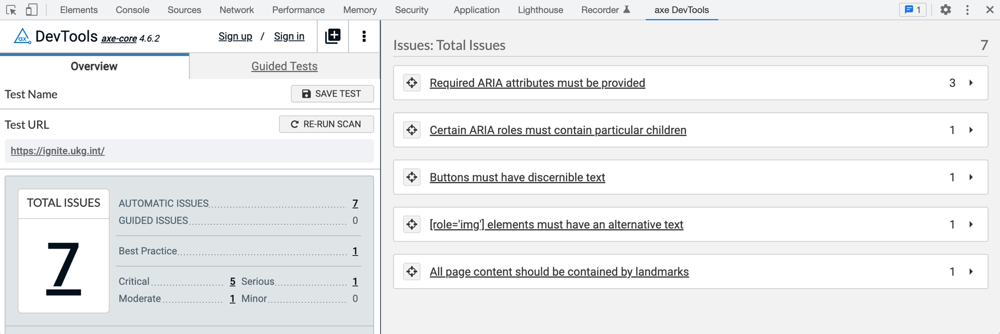 Elements Console Sources Network Performance Memory Security Application Lighthouse Recorder axe DevTools 1
ax DevTools axe-core 4.6.2 Sign up / Sign in
Overview Guided Tests
Test Name SAVE TEST
Test URL RE-RUN SCAN
https://ignite.ukg.int/
TOTAL ISSUES
7
AUTOMATIC ISSUES 7
GUIDED ISSUES 0
Best Practice 1
Critical 5 Serious 1
Moderate 1 Minor 0
Issues: Total Issues 7
Required ARIA attributes must be provided 3
Certain ARIA roles must contain particular children 1
Buttons must have discernible text 1
[role='img'] elements must have an alternative text 1
All page content should be contained by landmarks 1